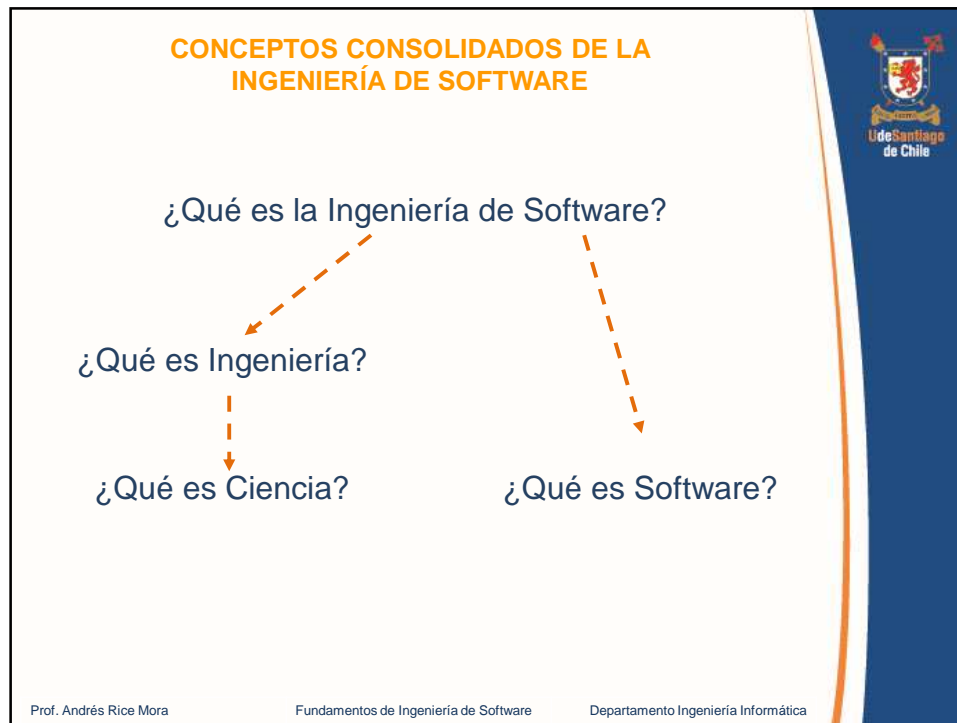 CONCEPTOS CONSOLIDADOS DE LA
INGENIERÍA DE SOFTWARE
UdeSantiago
de Chile
¿Qué es la Ingeniería de Software?
¿Qué es Ingeniería?
¿Qué es Ciencia?
¿Qué es Software?
Prof. Andrés Rice Mora
Fundamentos de Ingeniería de Software
Departamento Ingeniería Informática